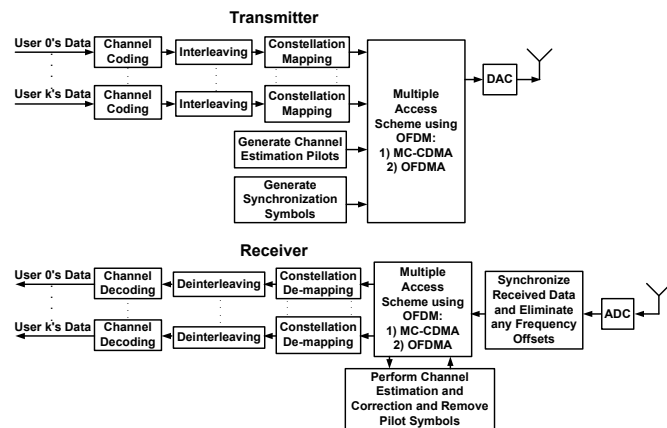 Transmitter
User 0's Data
Channel
Coding
Interleaving
Constellation
Mapping
User k's Data
Channel
Coding
Interleaving
Constellation
Mapping
Generate Channel
Estimation Pilots
Generate
Synchronization
Symbols
Multiple
Access
Scheme using
OFDM:
1) MC-CDMA
2) OFDMA
DAC
Receiver
User 0's Data
Channel
Decoding
Deinterleaving
Constellation
De-mapping
User k's Data
Channel
Decoding
Deinterleaving
Constellation
De-mapping
Multiple
Access
Scheme using
OFDM:
1) MC-CDMA
2) OFDMA
Synchronize
Received Data
and Eliminate
any Frequency
Offsets
ADC
Perform Channel
Estimation and
Correction and Remove
Pilot Symbols